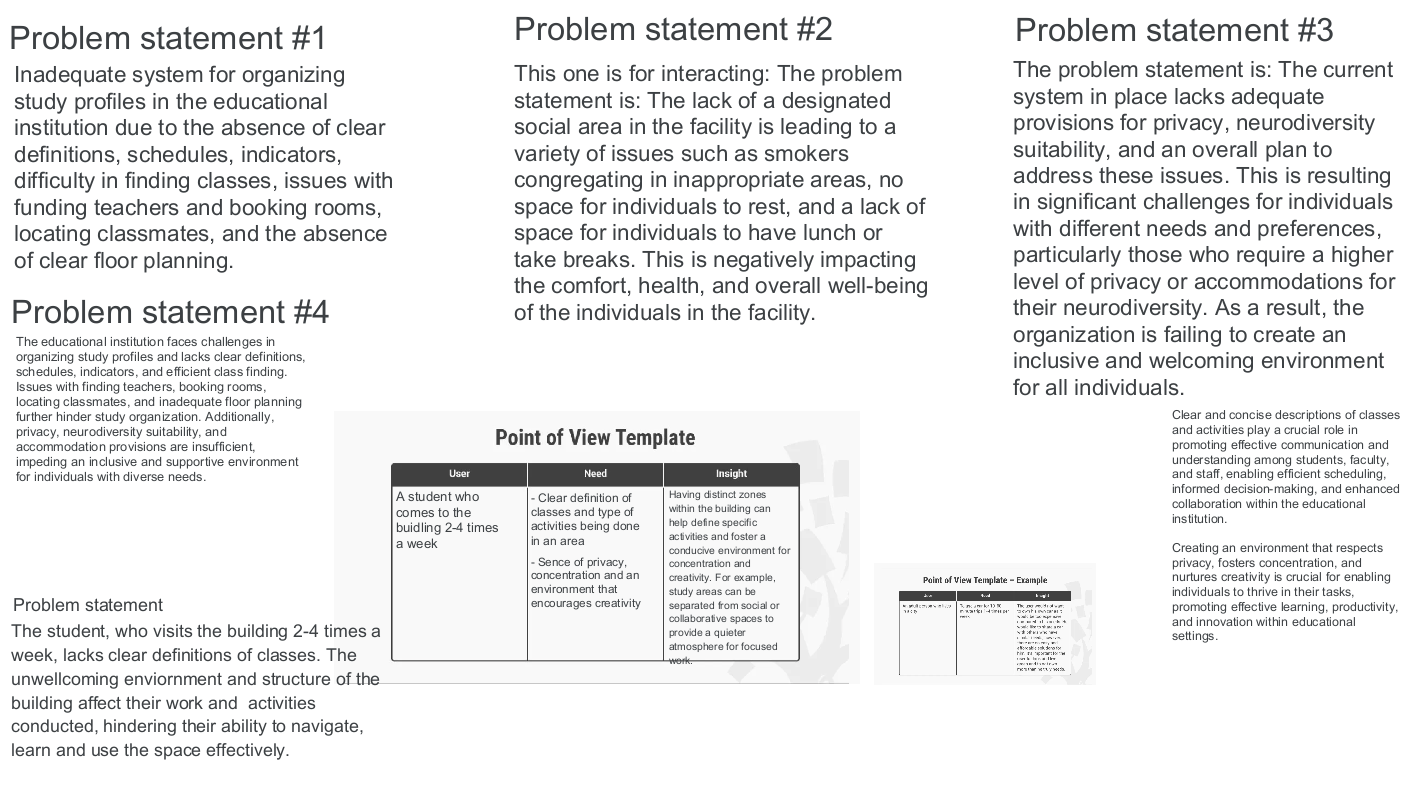 Problem statement #1
Inadequate system for organizing
study profiles in the educational
institution due to the absence of clear
definitions, schedules, indicators,
difficulty in finding classes, issues with
funding teachers and booking rooms,
locating classmates, and the absence
of clear floor planning.
Problem statement #2
This one is for interacting: The problem
statement is: The lack of a designated
social area in the facility is leading to a
variety of issues such as smokers
congregating in inappropriate areas, no
space for individuals to rest, and a lack of
space for individuals to have lunch or
take breaks. This is negatively impacting
the comfort, health, and overall well-being
of the individuals in the facility.
Problem statement #3
The problem statement is: The current
system in place lacks adequate
provisions for privacy, neurodiversity
suitability, and an overall plan to
address these issues. This is resulting
in significant challenges for individuals
with different needs and preferences,
particularly those who require a higher
level of privacy or accommodations for
their neurodiversity. As a result, the
organization is failing to create an
inclusive and welcoming environment
for all individuals.
Problem statement #4
The educational institution faces challenges in
organizing study profiles and lacks clear definitions,
schedules, indicators, and efficient class finding.
Issues with finding teachers, booking rooms,
locating classmates, and inadequate floor planning
further hinder study organization. Additionally,
privacy, neurodiversity suitability, and
accommodation provisions are insufficient,
impeding an inclusive and supportive environment
for individuals with diverse needs.
Point of View Template
User
Need
Insight
A student who
comes to the
buidling 2-4 times
a week
- Clear definition of
classes and type of
activities being done
in an area
- Sence of privacy,
concentration and an
environment that
encourages creativity
Having distinct zones
within the building can
help define specific
activities and foster a
conducive environment for
concentration and
creativity. For example,
study areas can be
separated from social or
collaborative spaces to
provide a quieter
atmosphere for focused
work.
Point of View Template – Example
User
Need
Insight
Clear and concise descriptions of classes
and activities play a crucial role in
promoting effective communication and
understanding among students, faculty,
and staff, enabling efficient scheduling,
informed decision-making, and enhanced
collaboration within the educational
institution.
Creating an environment that respects
privacy, fosters concentration, and
nurtures creativity is crucial for enabling
individuals to thrive in their tasks,
promoting effective learning, productivity,
and innovation within educational
settings.
Problem statement
The student, who visits the building 2-4 times a
week, lacks clear definitions of classes. The
unwellcoming enviornment and structure of the
building affect their work and  activities
conducted, hindering their ability to navigate,
learn and use the space effectively.